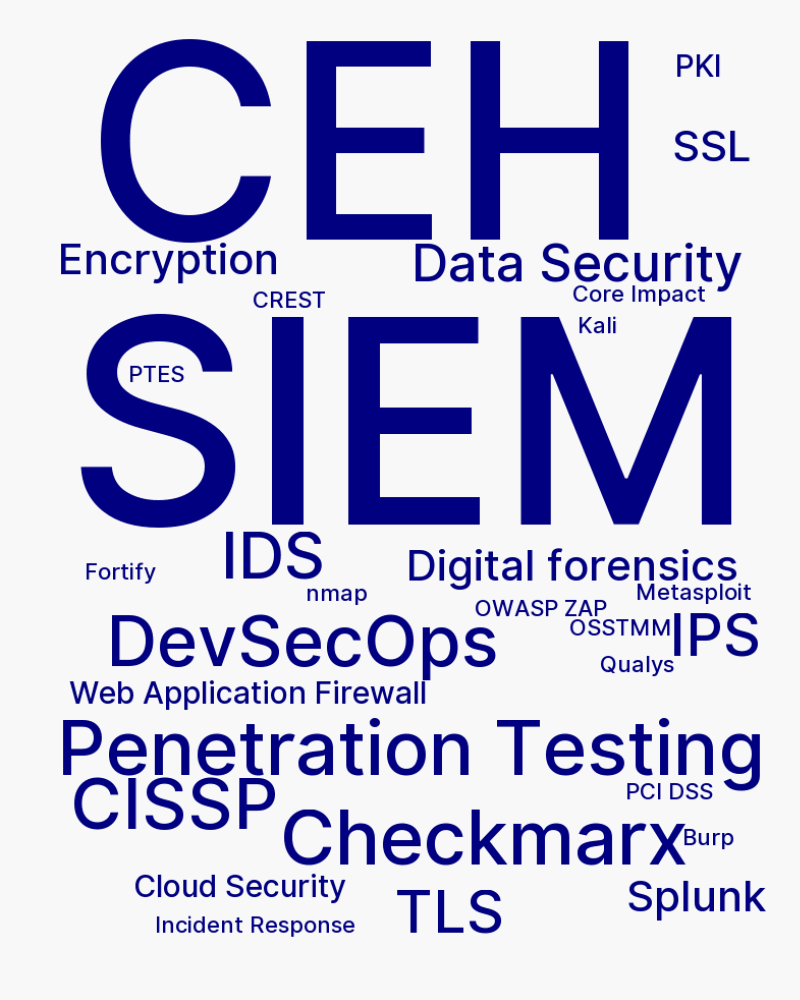 CEH
PKI
SSL
Encryption
Data Security
Core Impact
CREST
Kali
SIEM
PTES
IDS
Digital forensics
Fortify
nmap
Metasploit
OWASP ZAP
OSSTMM
IPS
DevSecOps
Qualys
Web Application Firewall
Penetration Testing
PCI DSS
CISSP
Checkmarx
Burp
Cloud Security
Splunk
TLS
Incident Response